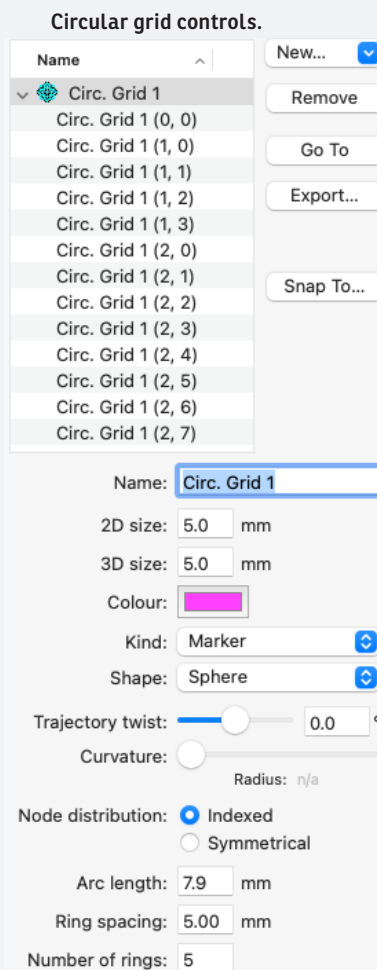 Circular grid controls.
Name
New...
Circ. Grid 1
Remove
Circ. Grid 1 (0, 0)
Circ. Grid 1 (1, 0)
Go To
Circ. Grid 1 (1, 1)
Circ. Grid 1 (1, 2)
Export...
Circ. Grid 1 (1, 3)
Circ. Grid 1 (2, 0)
Circ. Grid 1 (2, 1)
Snap To...
Circ. Grid 1 (2, 2)
Circ. Grid 1 (2, 3)
Circ. Grid 1 (2, 4)
Circ. Grid 1 (2, 5)
Circ. Grid 1 (2, 6)
Circ. Grid 1 (2, 7)
Name: Circ. Grid 1
2D size: 5.0 mm
3D size: 5.0 mm
Colour:
Kind: Marker
Shape: Sphere
Trajectory twist: 0.0 °
Curvature:
Radius: n/a
Node distribution: Indexed
Symmetrical
Arc length: 7.9 mm
Ring spacing: 5.00 mm
Number of rings: 5